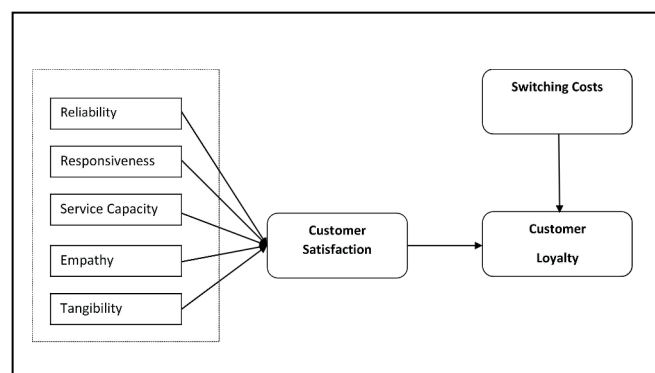 Reliability
Responsiveness
Service Capacity
Empathy
Tangibility
Customer
Satisfaction
Switching Costs
Customer
Loyalty